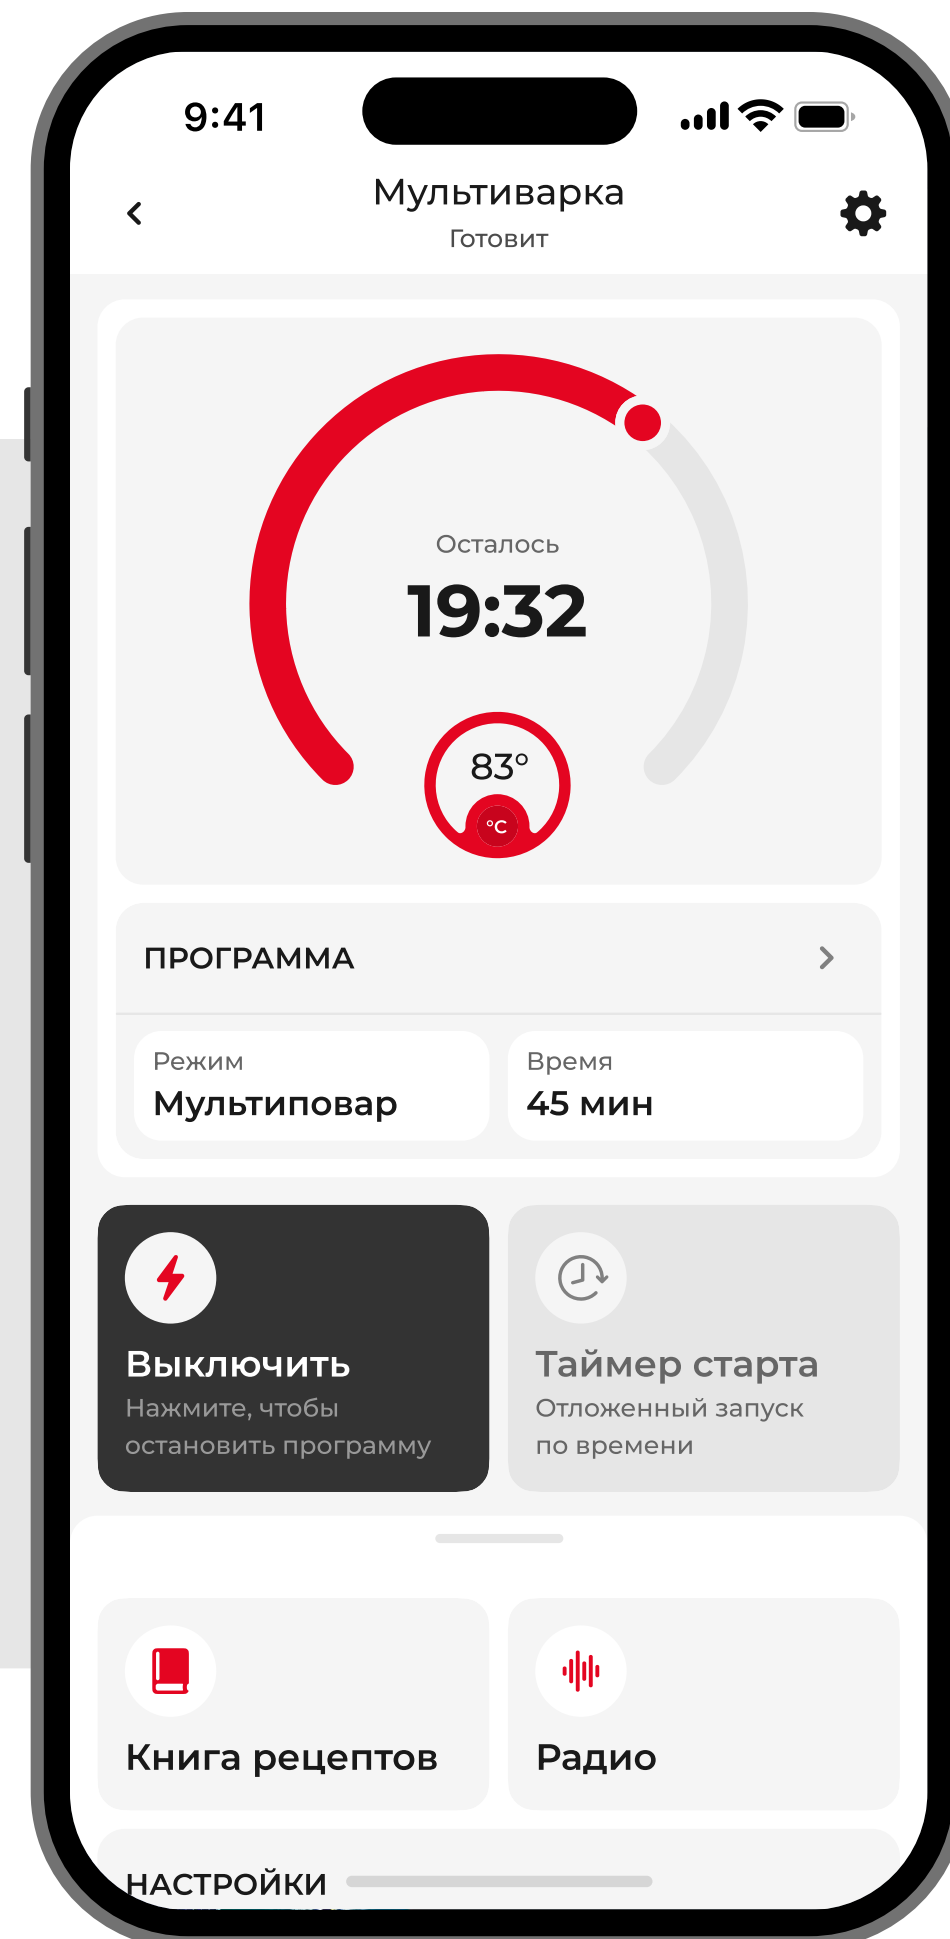 9:41
Мультиварка
Готовит
Осталось
19:32
83°
°C
ПРОГРАММА
Режим
Мультиповар
Время
45 мин
Выключить
Нажмите, чтобы
остановить программу
Таймер старта
Отложенный запуск
по времени
Книга рецептов
Радио
НАСТРОЙКИ